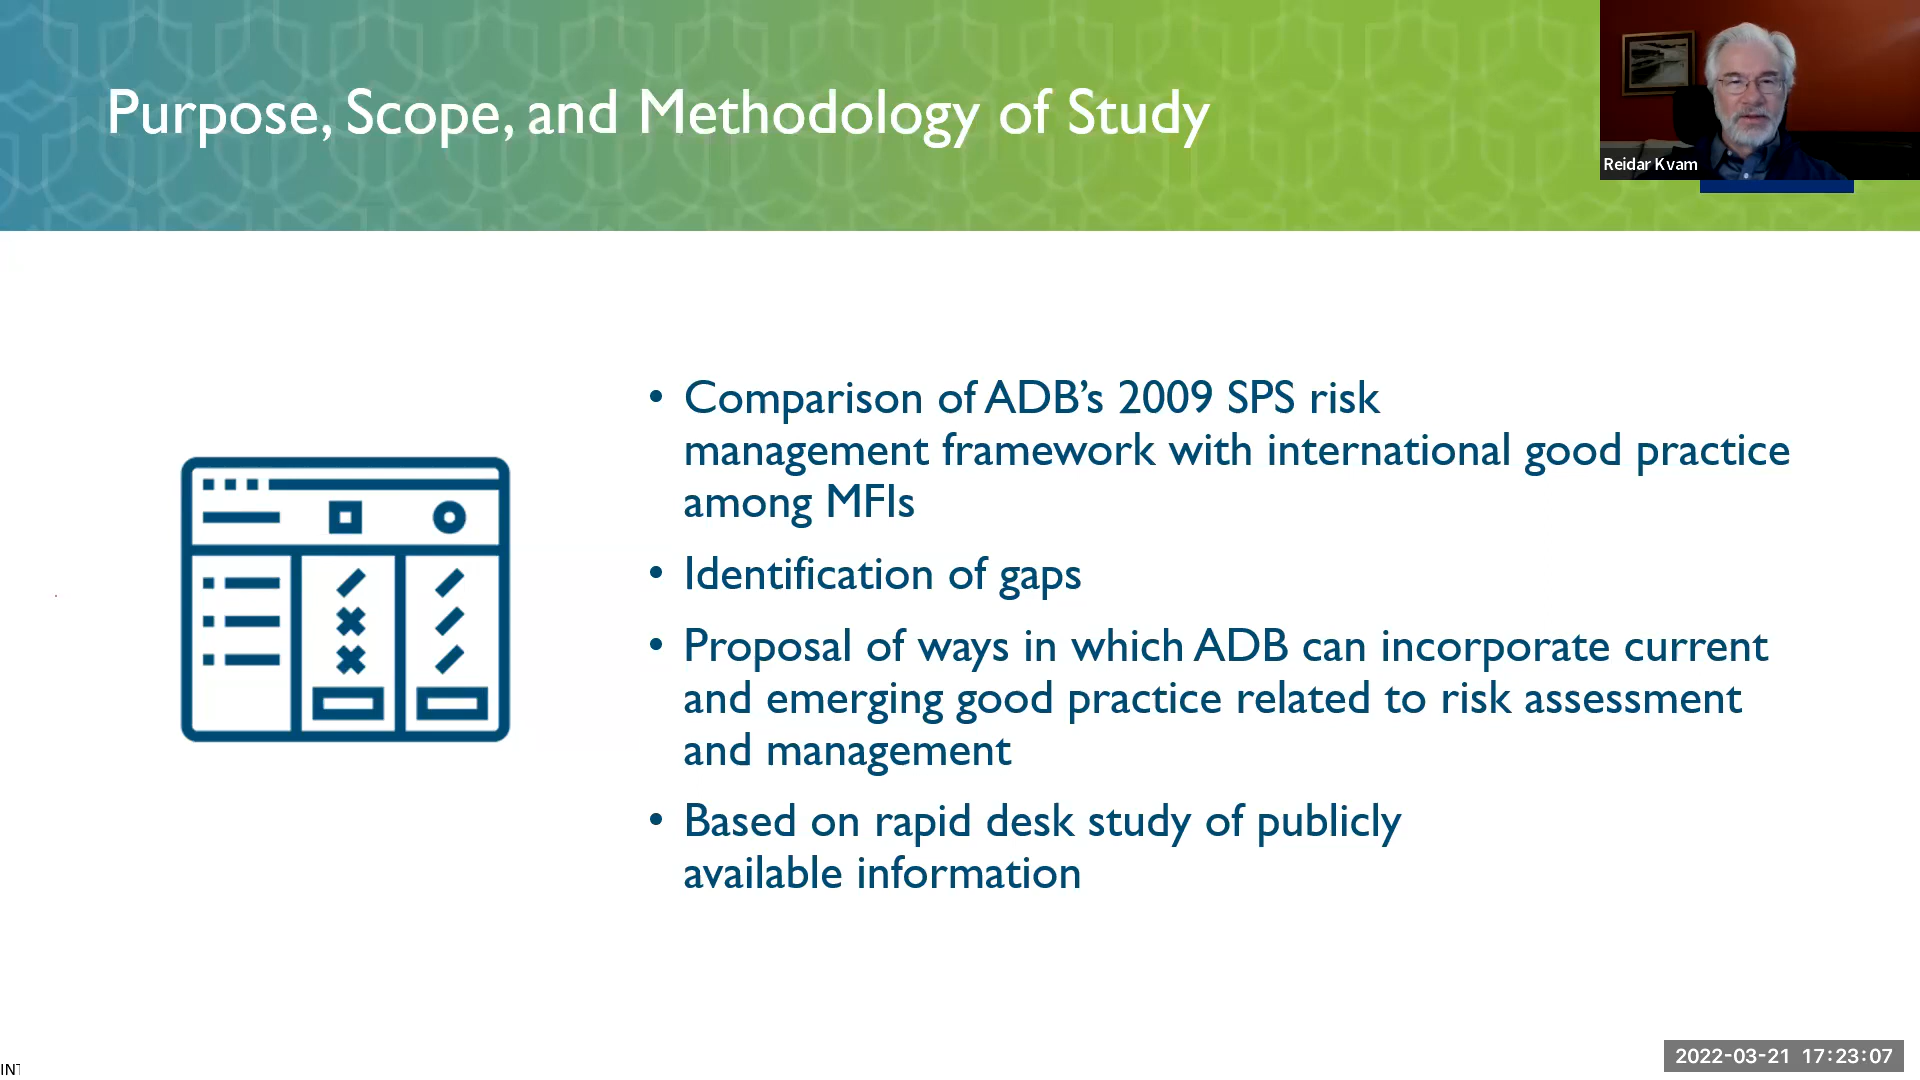 Purpose, Scope, and Methodology of Study
Reidar Kvam
• Comparison of ADB’s 2009 SPS risk
management framework with international good practice
among MFIs
• Identification of gaps
• Proposal of ways in which ADB can incorporate current
and emerging good practice related to risk assessment
and management
• Based on rapid desk study of publicly
available information
2022-03-21 17:23:07